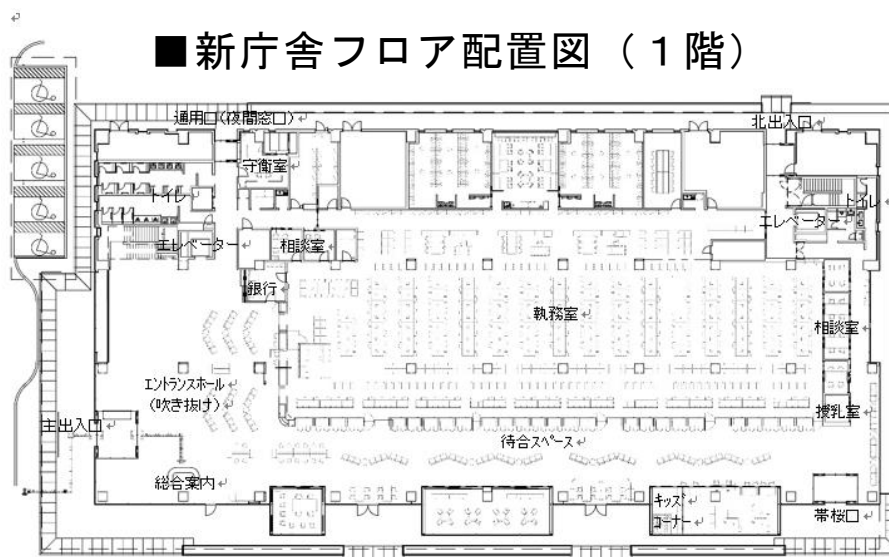 ■新庁舎フロア配置図（１階）
通用口(夜間窓口)
北出入口
守衛室
トイレ
トイレ
エレベーター
エレベーター
相談室
銀行
執務室
相談室
エントランスホール
(吹き抜け)
授乳室
主出入口
待合スペース
総合案内
キッズ
コーナー
帯桜口